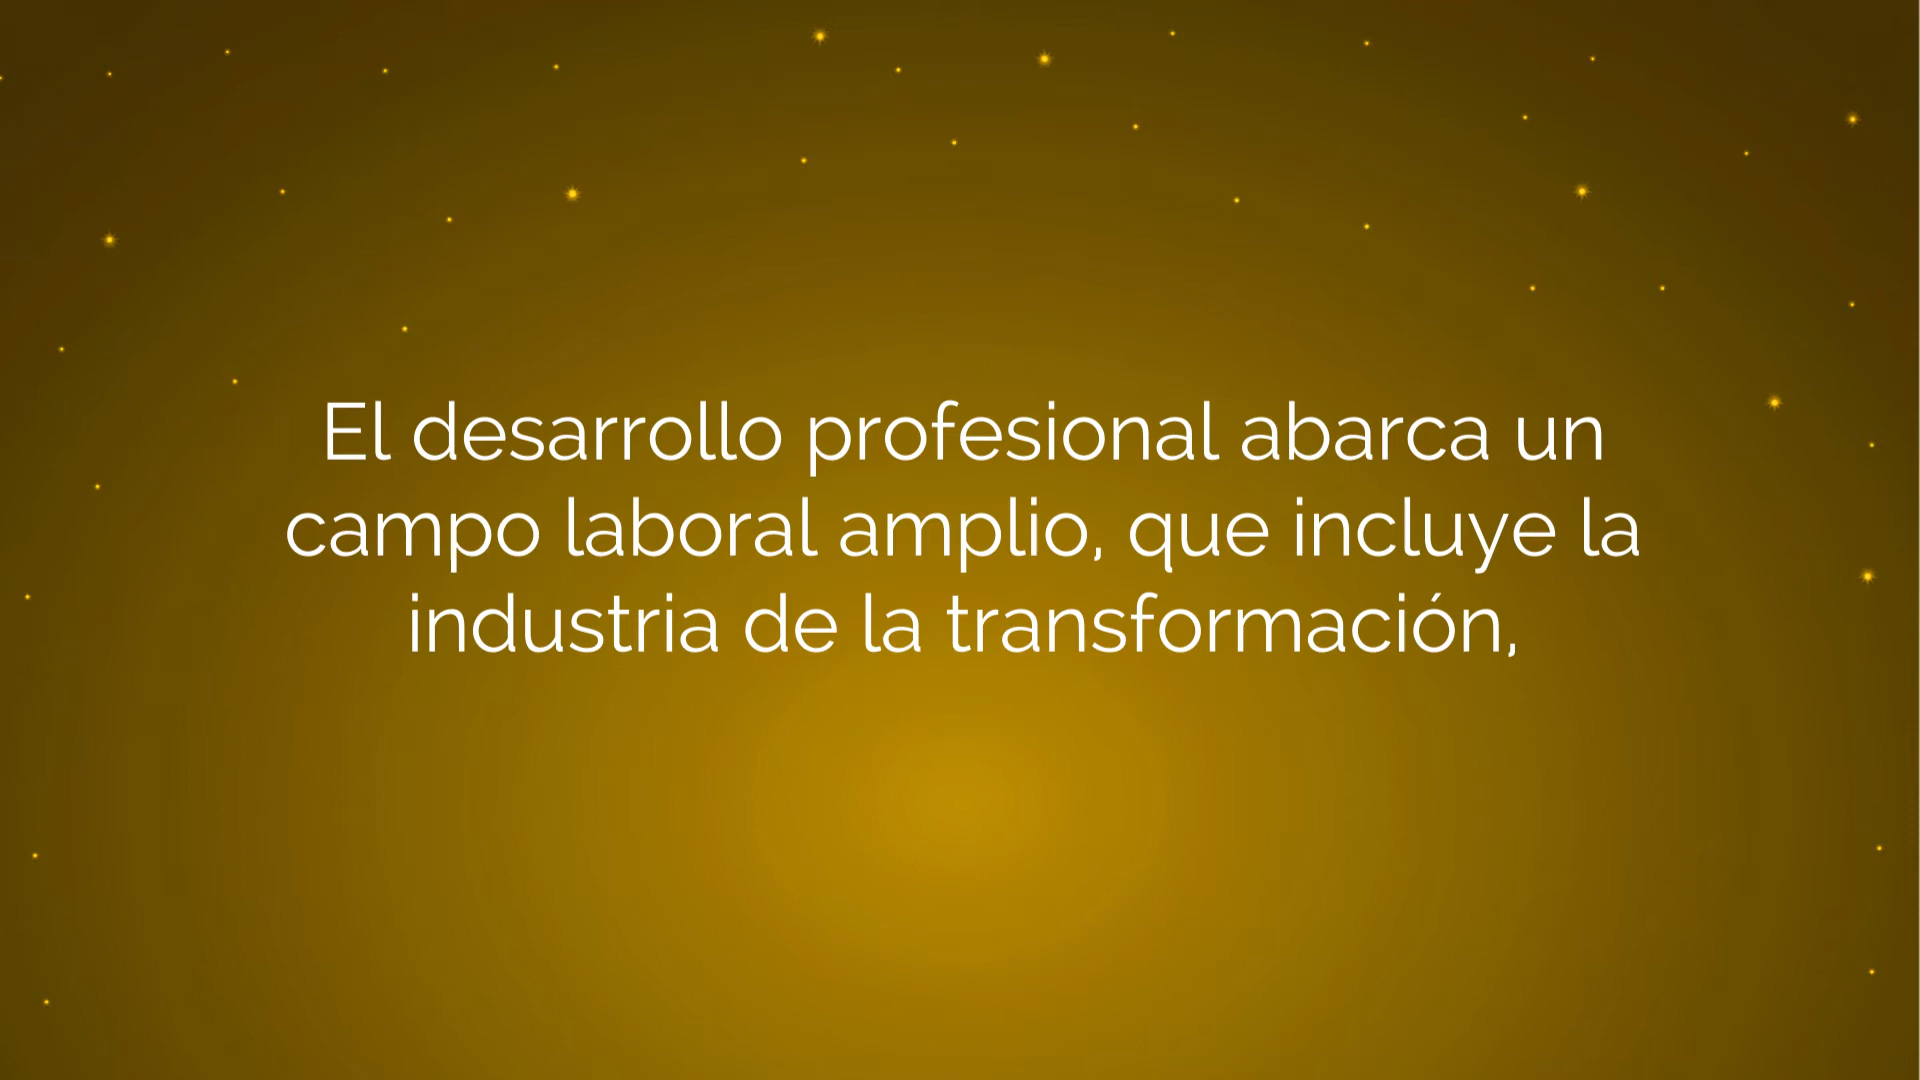 El desarrollo profesional abarca un
campo laboral amplio, que incluye la
industria de la transformación,